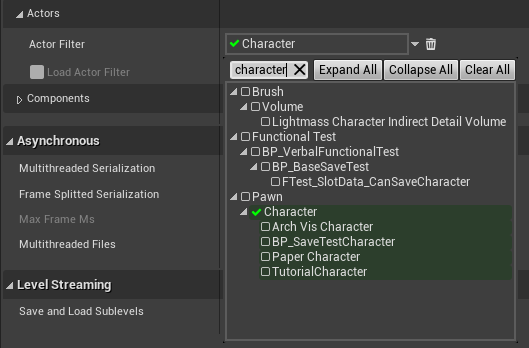 Actors
Actor Filter
Character
Load Actor Filter
character
Expand All
Collapse All
Clear All
Components
Brush
Volume
Lightmass Character Indirect Detail Volume
Functional Test
BP_VerbalFunctionalTest
BP_BaseSaveTest
FTest_SlotData_CanSaveCharacter
Pawn
Character
Arch Vis Character
BP_SaveTestCharacter
Paper Character
TutorialCharacter
Asynchronous
Multithreaded Serialization
Frame Splitted Serialization
Max Frame Ms
Multithreaded Files
Level Streaming
Save and Load Sublevels